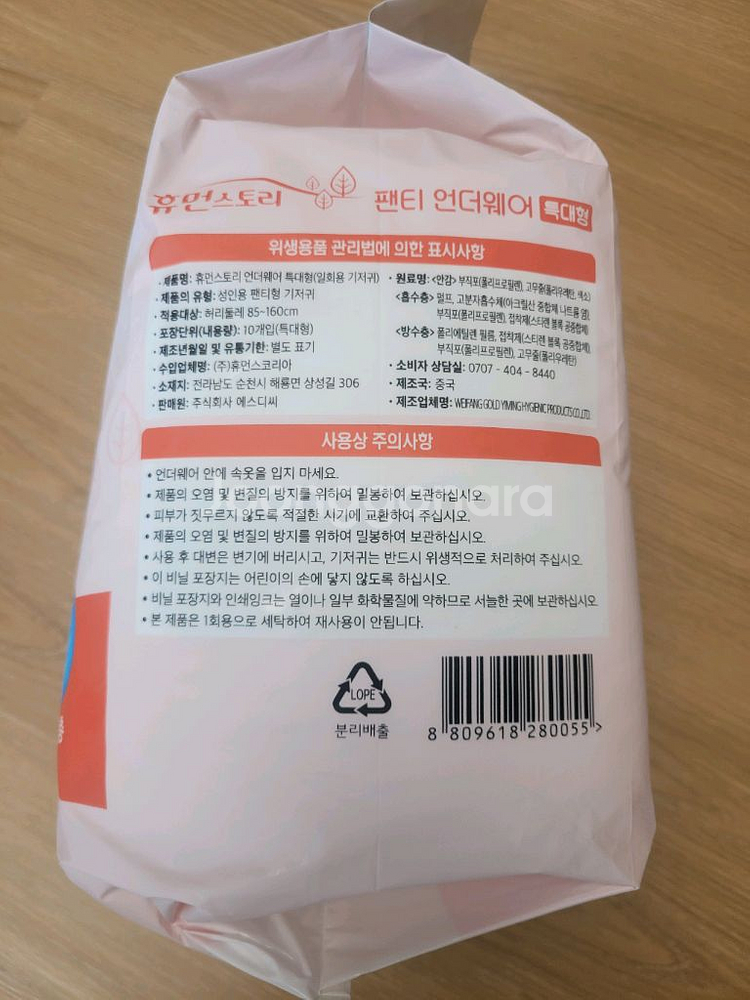 휴먼스토리 팬티 언더웨어 특대형
위생용품 관리법에 의한 표시사항
• 제품명: 휴먼스토리 언더웨어 특대형(일회용 기저귀)
• 제품의 유형: 성인용 팬티형 기저귀
• 적용대상: 허리둘레 85~160cm
• 포장단위(내용량): 10개입(특대형)
• 제조년월일 및 유통기한: 별도 표기
• 수입업체명: (주)휴먼스코리아
• 소재지: 전라남도 순천시 해룡면 상성길 306
• 판매원: 주식회사 에스디씨
• 원료명: <안감> 부직포(폴리프로필렌), 고무줄(폴리우레탄, 색소)
<흡수층> 펄프, 고분자흡수체(아크릴산 중합체 나트륨 염),
부직포(폴리프로필렌), 접착제(스티렌 블록 공중합체)
<방수층> 폴리에틸렌 필름, 접착제(스티렌 블록 공중합체),
부직포(폴리프로필렌), 고무줄(폴리우레탄)
• 소비자 상담실: 0707 - 404 - 8440
• 제조국: 중국
• 제조업체명: WEIFANG GOLD YIMING HYGIENIC PRODUCTS CO.,LTD.
사용상 주의사항
• 언더웨어 안에 속옷을 입지 마세요.
• 제품의 오염 및 변질의 방지를 위하여 밀봉하여 보관하십시오.
• 피부가 짓무르지 않도록 적절한 시기에 교환하여 주십시오.
• 제품의 오염 및 변질의 방지를 위하여 밀봉하여 보관하십시오.
• 사용 후 대변은 변기에 버리시고, 기저귀는 반드시 위생적으로 처리하여 주십시오.
• 이 비닐 포장지는 어린이의 손에 닿지 않도록 하십시오.
• 비닐 포장지와 인쇄잉크는 열이나 일부 화학물질에 약하므로 서늘한 곳에 보관하십시오
• 본 제품은 1회용으로 세탁하여 재사용이 안됩니다.
LOPE
분리배출
8 809618 280055 >